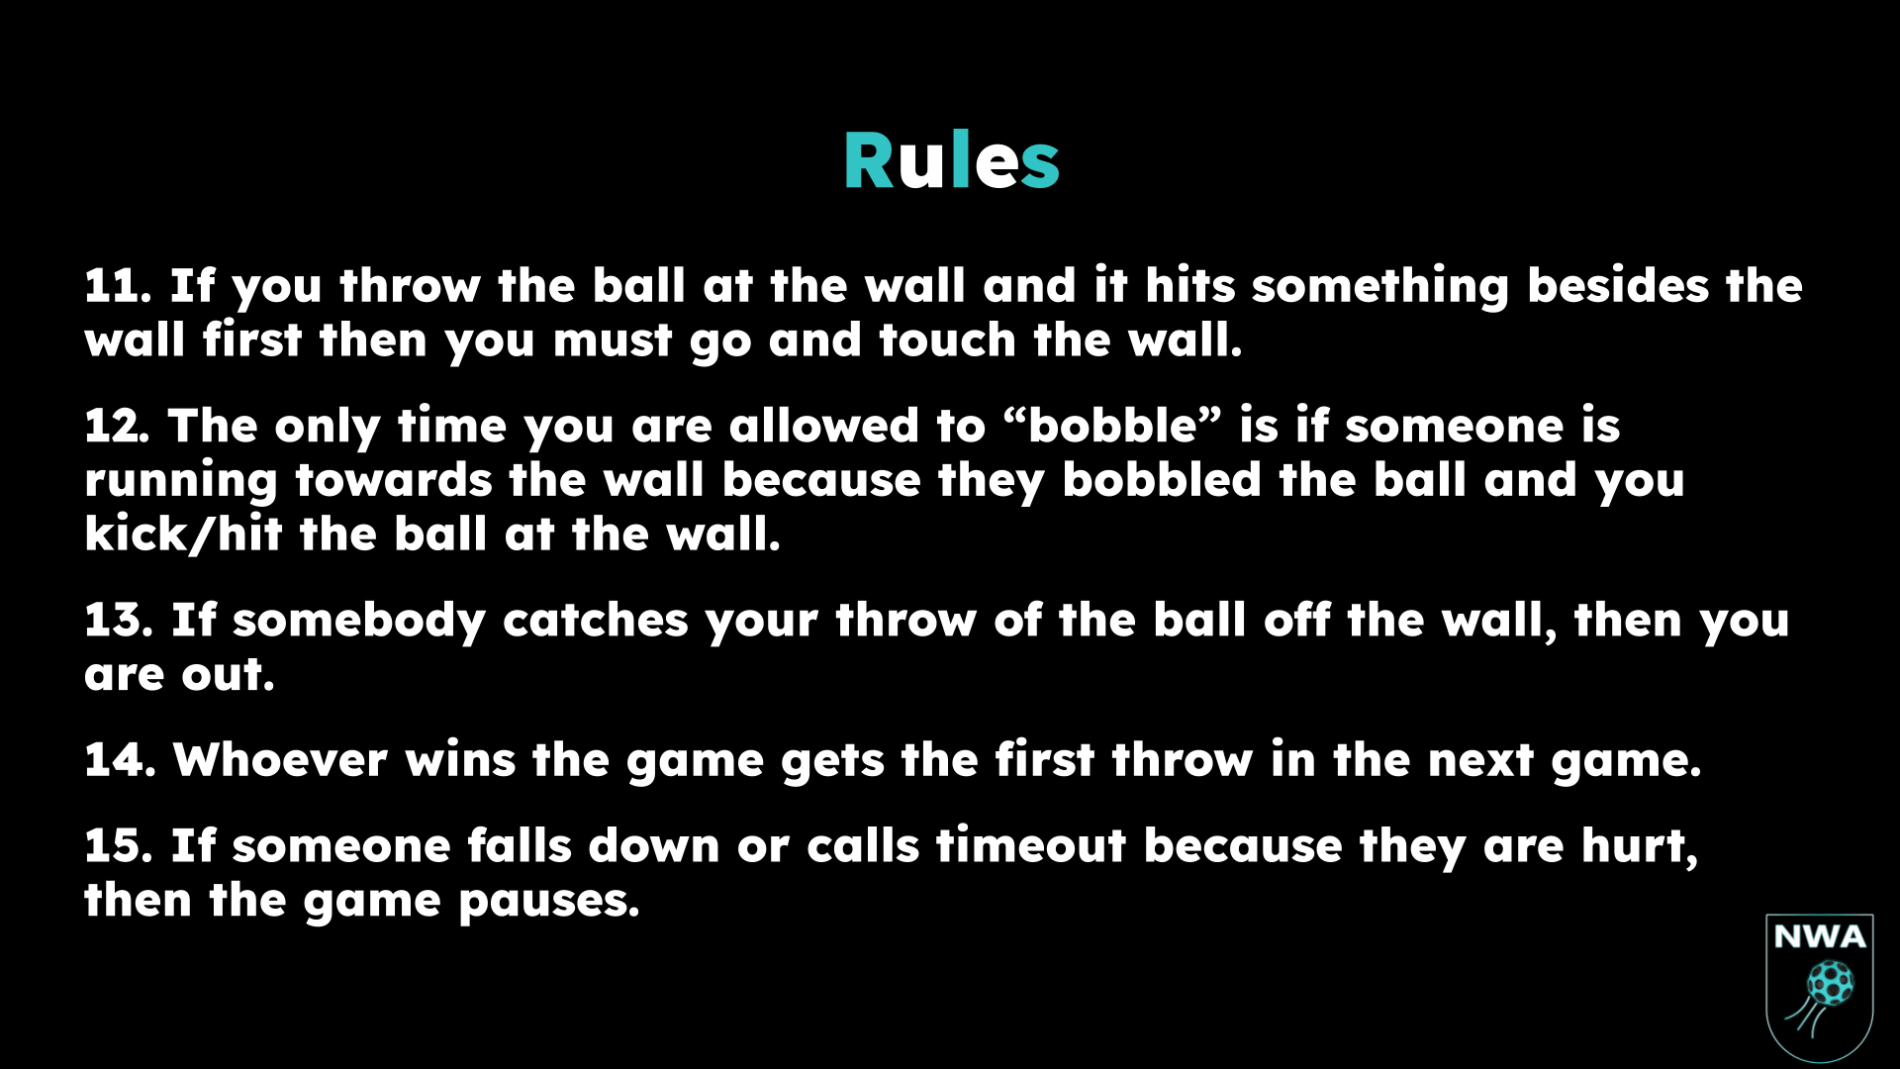 Rules
11. If you throw the ball at the wall and it hits something besides the
wall first then you must go and touch the wall.
12. The only time you are allowed to “bobble” is if someone is
running towards the wall because they bobbled the ball and you
kick/hit the ball at the wall.
13. If somebody catches your throw of the ball off the wall, then you
are out.
14. Whoever wins the game gets the first throw in the next game.
15. If someone falls down or calls timeout because they are hurt,
then the game pauses.
NWA